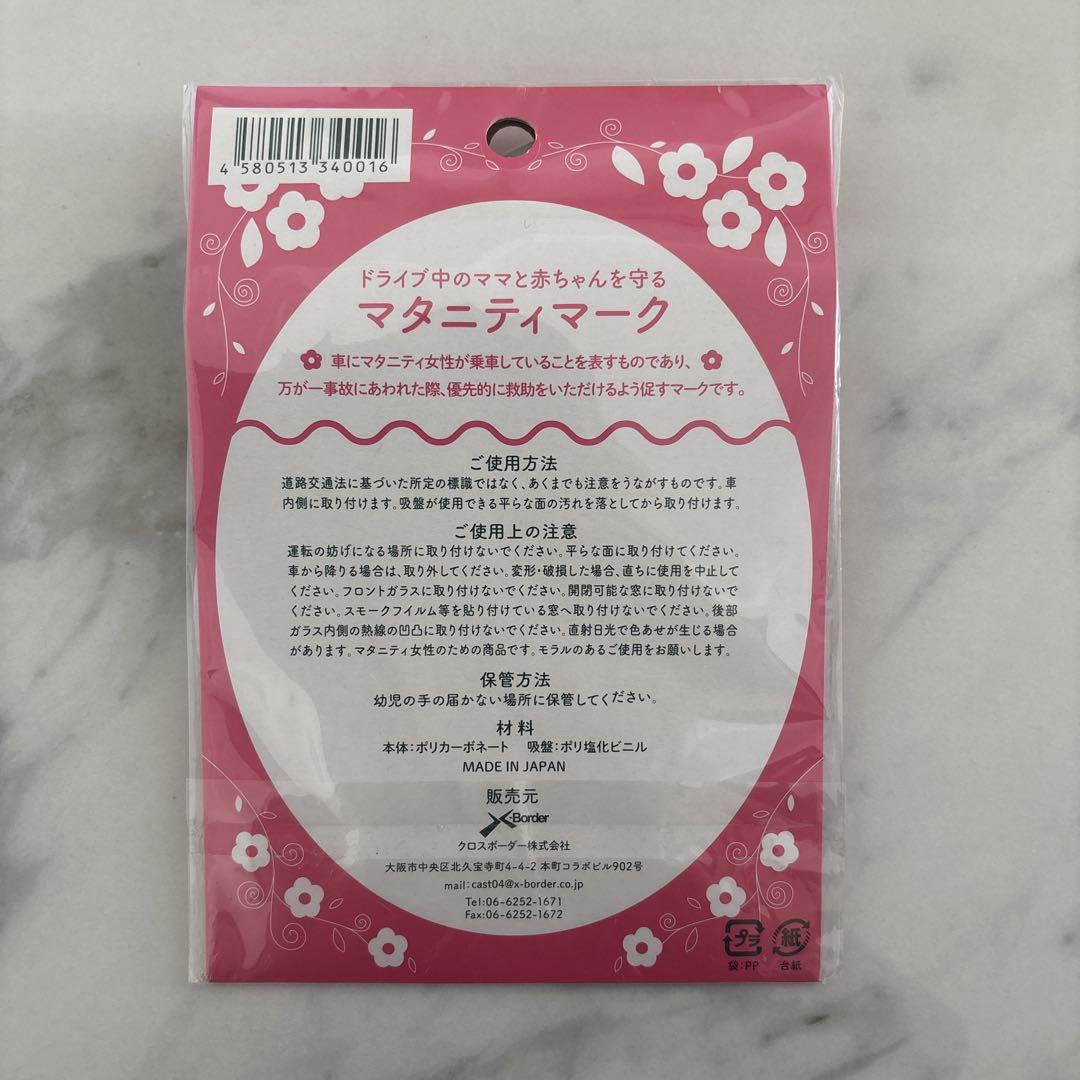 4 580513 340016
ドライブ中のママと赤ちゃんを守る
マタニティマーク
車にマタニティ女性が乗車していることを表すものであり、
万が一事故にあわれた際、優先的に救助をいただけるよう促すマークです。
ご使用方法
道路交通法に基づいた所定の標識ではなく、あくまでも注意をうながすものです。車
内側に取り付けます。吸盤が使用できる平らな面の汚れを落としてから取り付けます。
ご使用上の注意
運転の妨げになる場所に取り付けないでください。平らな面に取り付けてください。
車から降りる場合は、取り外してください。変形・破損した場合、直ちに使用を中止して
ください。フロントガラスに取り付けないでください。開閉可能な窓に取り付けないで
ください。スモークフイルム等を貼り付けている窓へ取り付けないでください。後部
ガラス内側の熱線の凹凸に取り付けないでください。直射日光で色あせが生じる場合
があります。マタニティ女性のための商品です。モラルのあるご使用をお願いします。
保管方法
幼児の手の届かない場所に保管してください。
材料
本体:ポリカーボネート 吸盤:ポリ塩化ビニル
MADE IN JAPAN
販売元
X-Border
クロスボーダー株式会社
大阪市中央区北久宝寺町4-4-2 本町コラボビル902号
mail:cast04@x-border.co.jp
Tel:06-6252-1671
Fax:06-6252-1672
プラ 紙
袋:PP 台紙